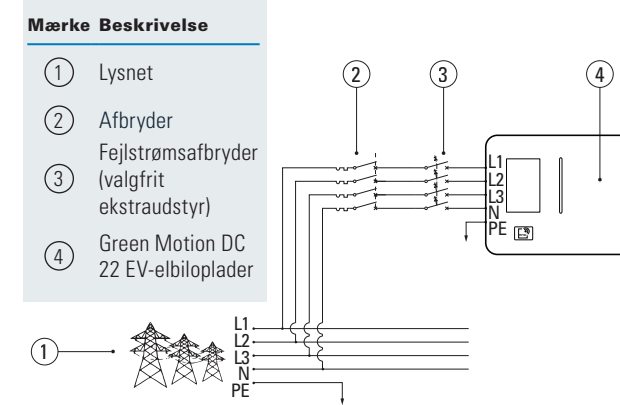 Mærke Beskrivelse
1 Lysnet
2 Afbryder
3 Fejlstrømsafbryder
(valgfrit
ekstraudstyr)
4 Green Motion DC
22 EV-elbiloplader
2 3 4
L1
L2
L3
N
PE
1
L1
L2
L3
N
PE